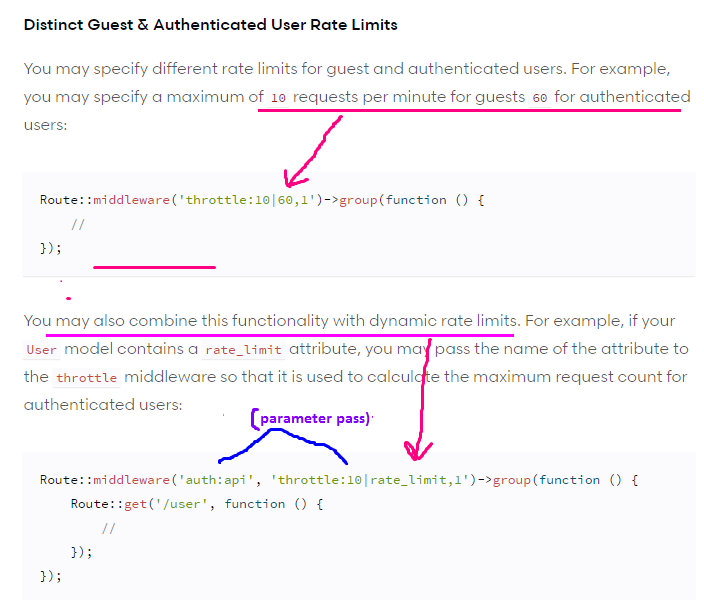 Distinct Guest & Authenticated User Rate Limits
You may specify different rate limits for guest and authenticated users. For example,
you may specify a maximum of 10 requests per minute for guests 60 for authenticated
users:
Route::middleware('throttle:10|60,1')->group(function () {
    //
});
You may also combine this functionality with dynamic rate limits. For example, if your
User model contains a rate_limit attribute, you may pass the name of the attribute to
the throttle middleware so that it is used to calculate the maximum request count for
authenticated users:
(parameter pass)
Route::middleware('auth:api', 'throttle:10|rate_limit,1')->group(function () {
    Route::get('/user', function () {
        //
    });
});